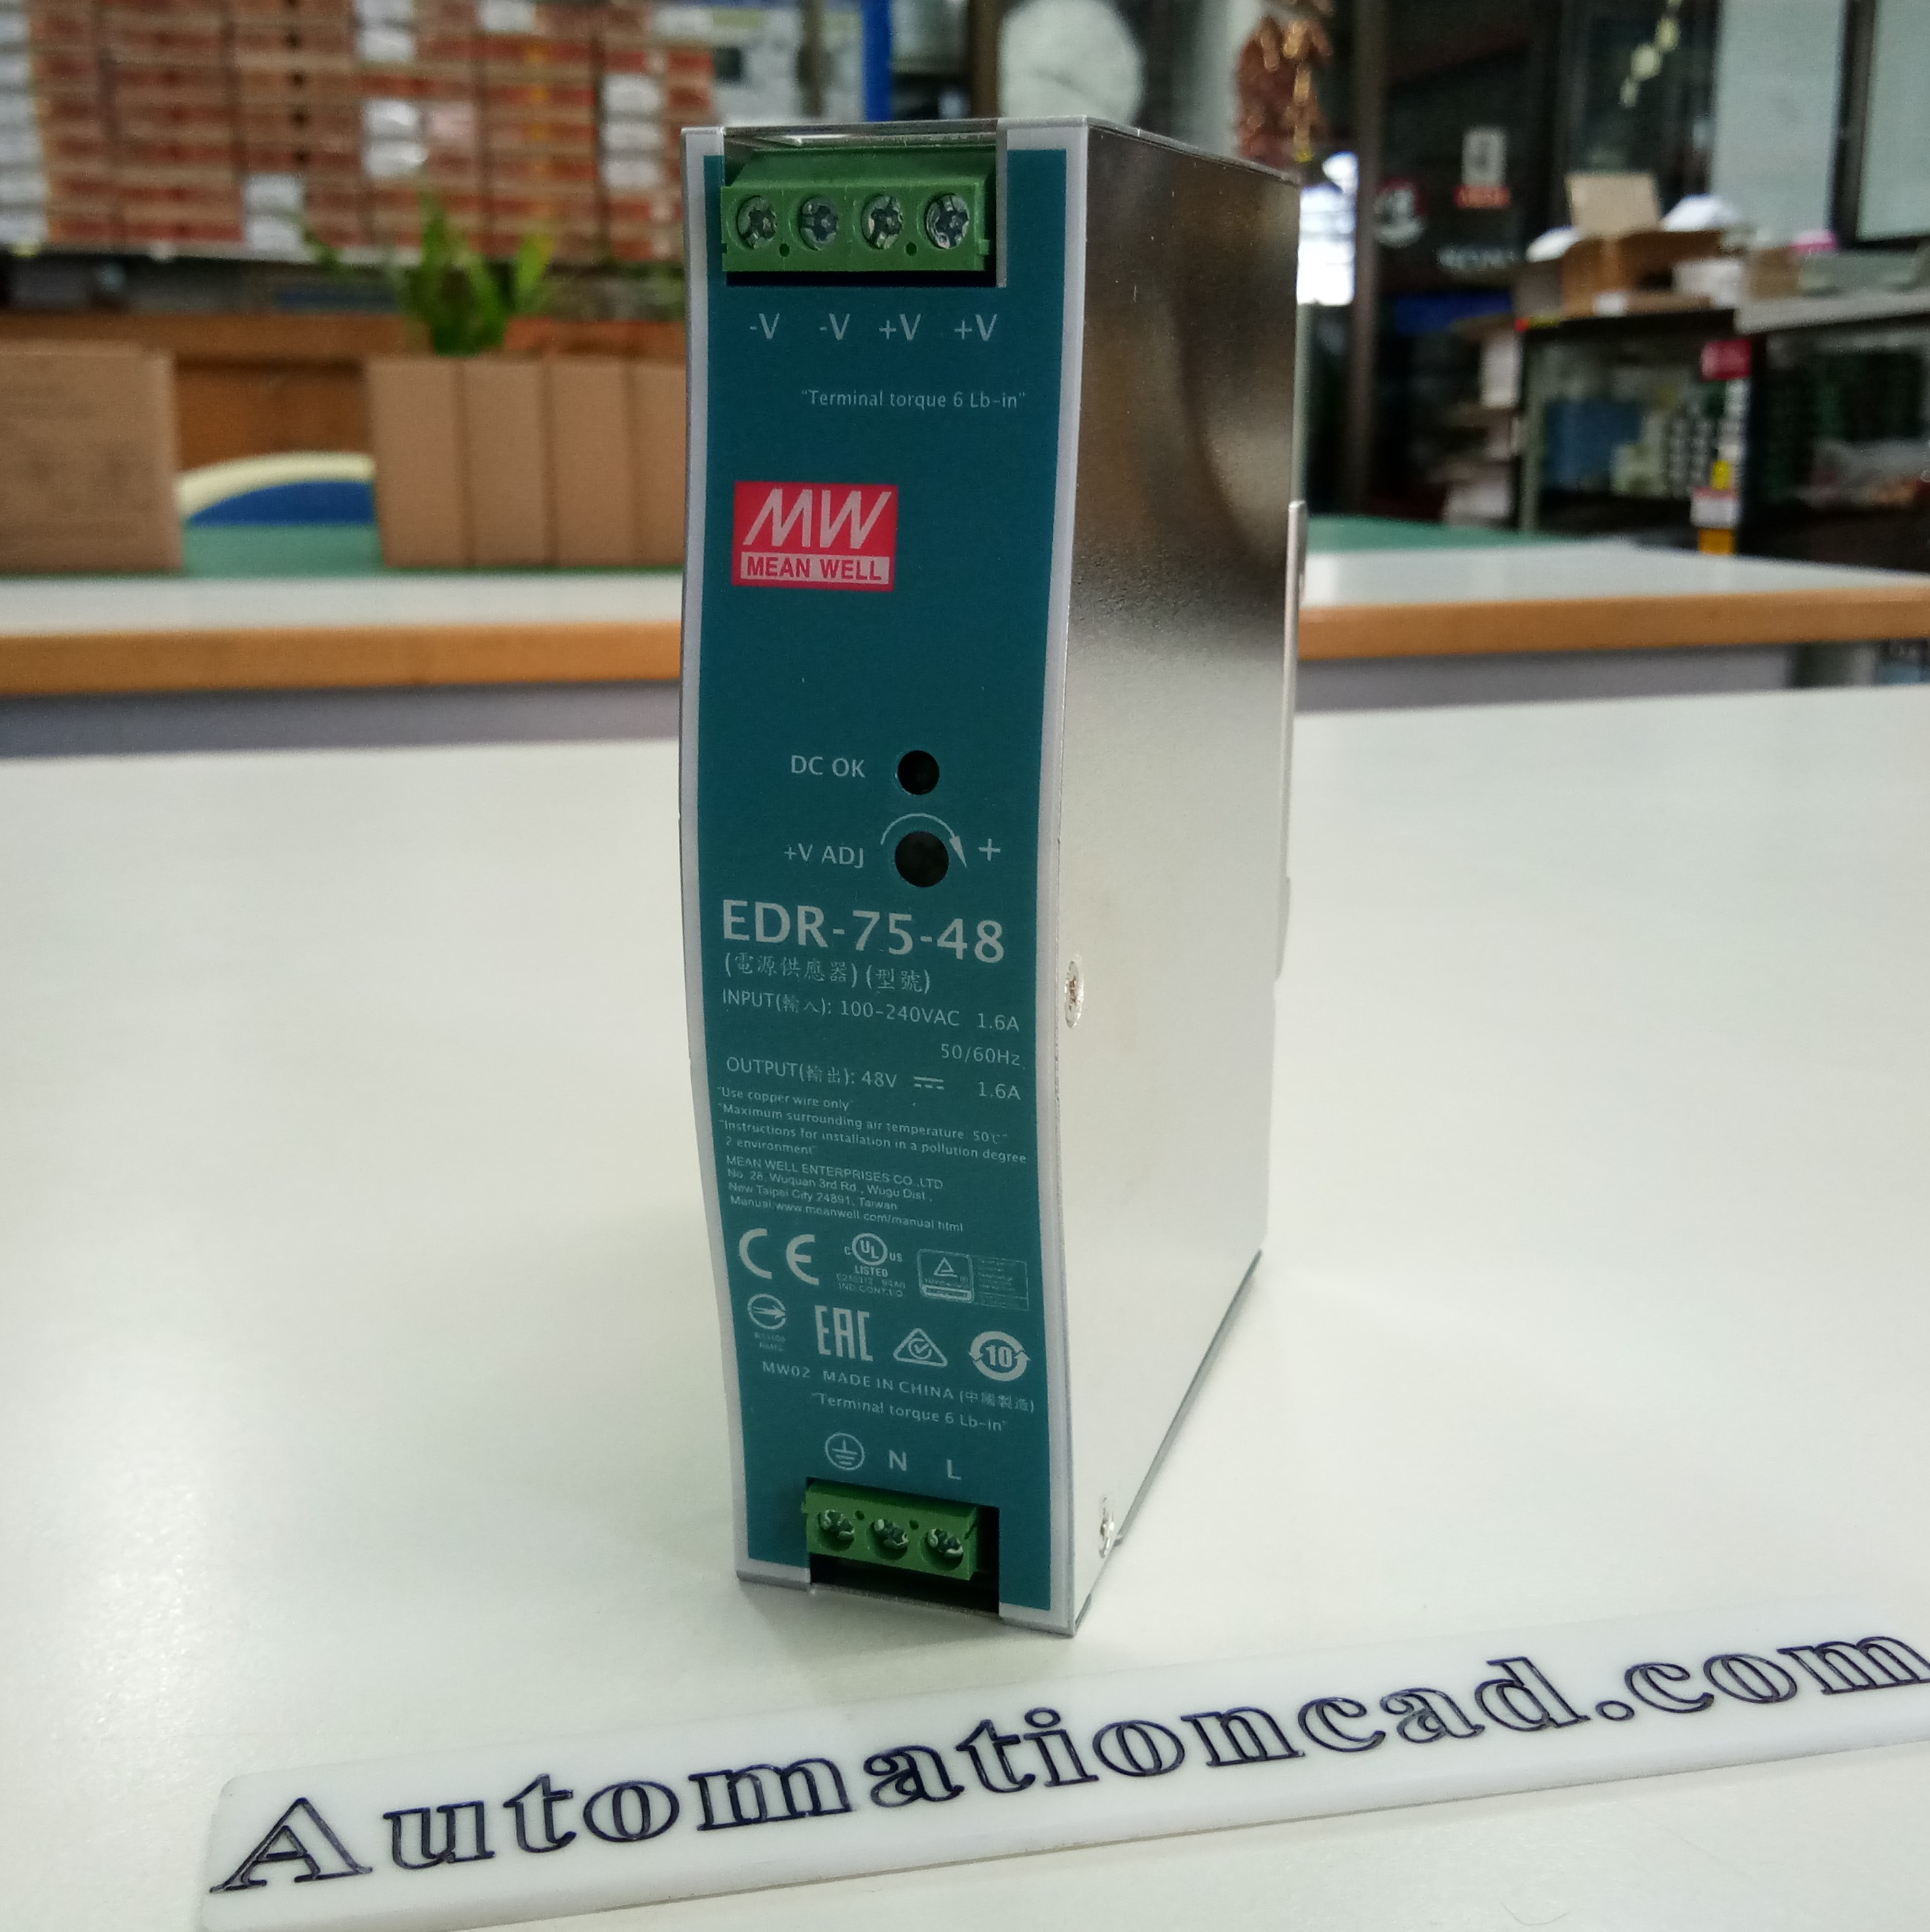 -V -V +V +V
"Terminal torque 6 Lb-in"
MW
MEAN WELL
DC OK
+V ADJ +
EDR-75-48
(電源供應器) (型號)
INPUT(輸入): 100-240VAC 1.6A
50/60Hz.
OUTPUT(輸出): 48V 1.6A
"Use copper wire only"
"Maximum surrounding air temperature 50℃"
"Instructions for installation in a pollution degree
2 environment"
MEAN WELL ENTERPRISES CO.,LTD
No. 28, Wuquan 3rd Rd., Wugu Dist.,
New Taipei City 24891, Taiwan
Manual:www.meanwell.com/manual.html
CE
C UL US
LISTED
IND.CONT.EQ
EAC
10
MW02 MADE IN CHINA (中國製造)
"Terminal torque 6 Lb-in"
N L
Automationcad.com